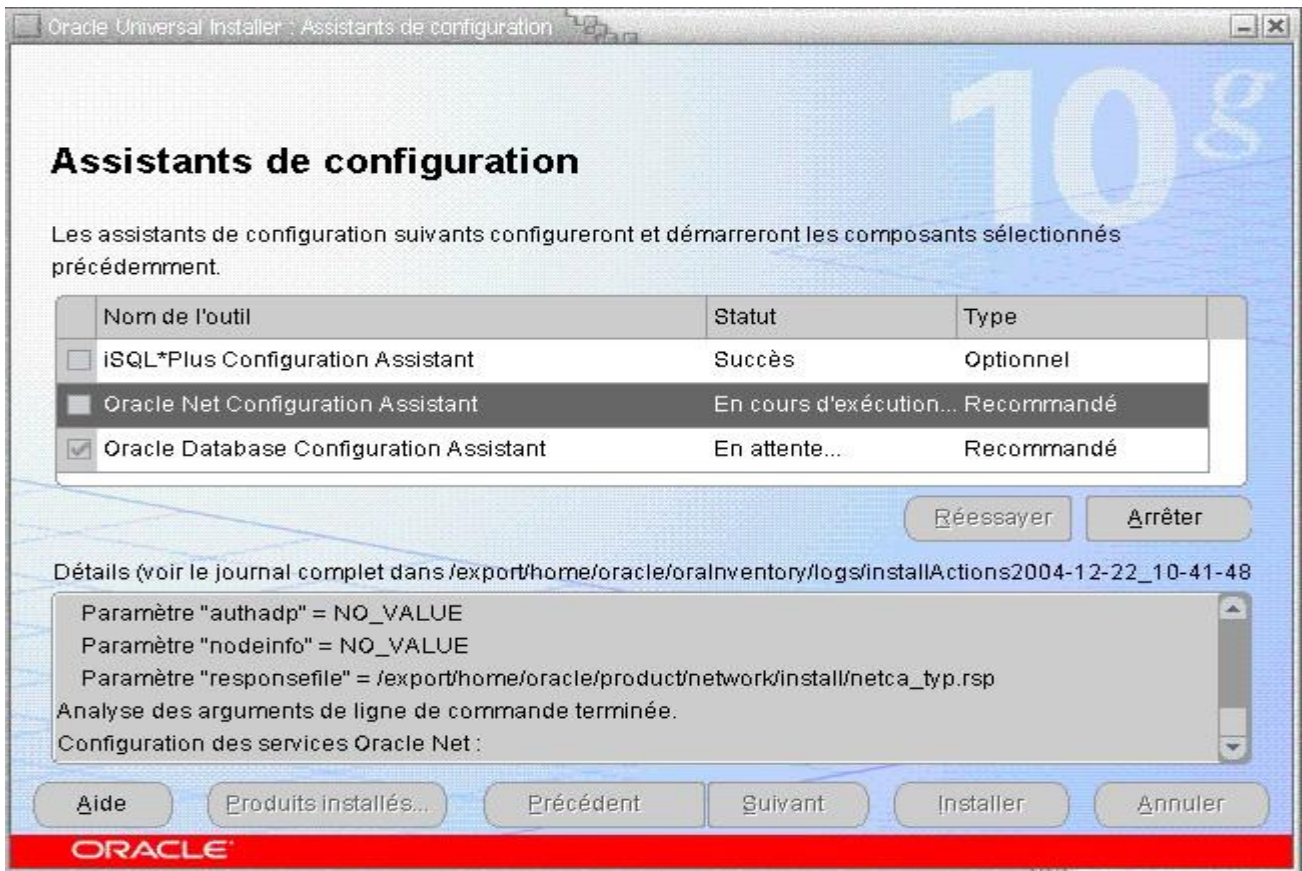 Oracle Universal Installer : Assistants de configuration
10g
Assistants de configuration
Les assistants de configuration suivants configureront et démarreront les composants sélectionnés
précédemment.
Nom de l'outil Statut Type
iSQL*Plus Configuration Assistant Succès Optionnel
Oracle Net Configuration Assistant En cours d'exécution... Recommandé
Oracle Database Configuration Assistant En attente... Recommandé
Réessayer Arrêter
Détails (voir le journal complet dans /export/home/oracle/oraInventory/logs/installActions2004-12-22_10-41-48
Paramètre "authadp" = NO_VALUE
Paramètre "nodeinfo" = NO_VALUE
Paramètre "responsefile" = /export/home/oracle/product/network/install/netca_typ.rsp
Analyse des arguments de ligne de commande terminée.
Configuration des services Oracle Net :
Aide Produits installés... Précédent Suivant Installer Annuler
ORACLE